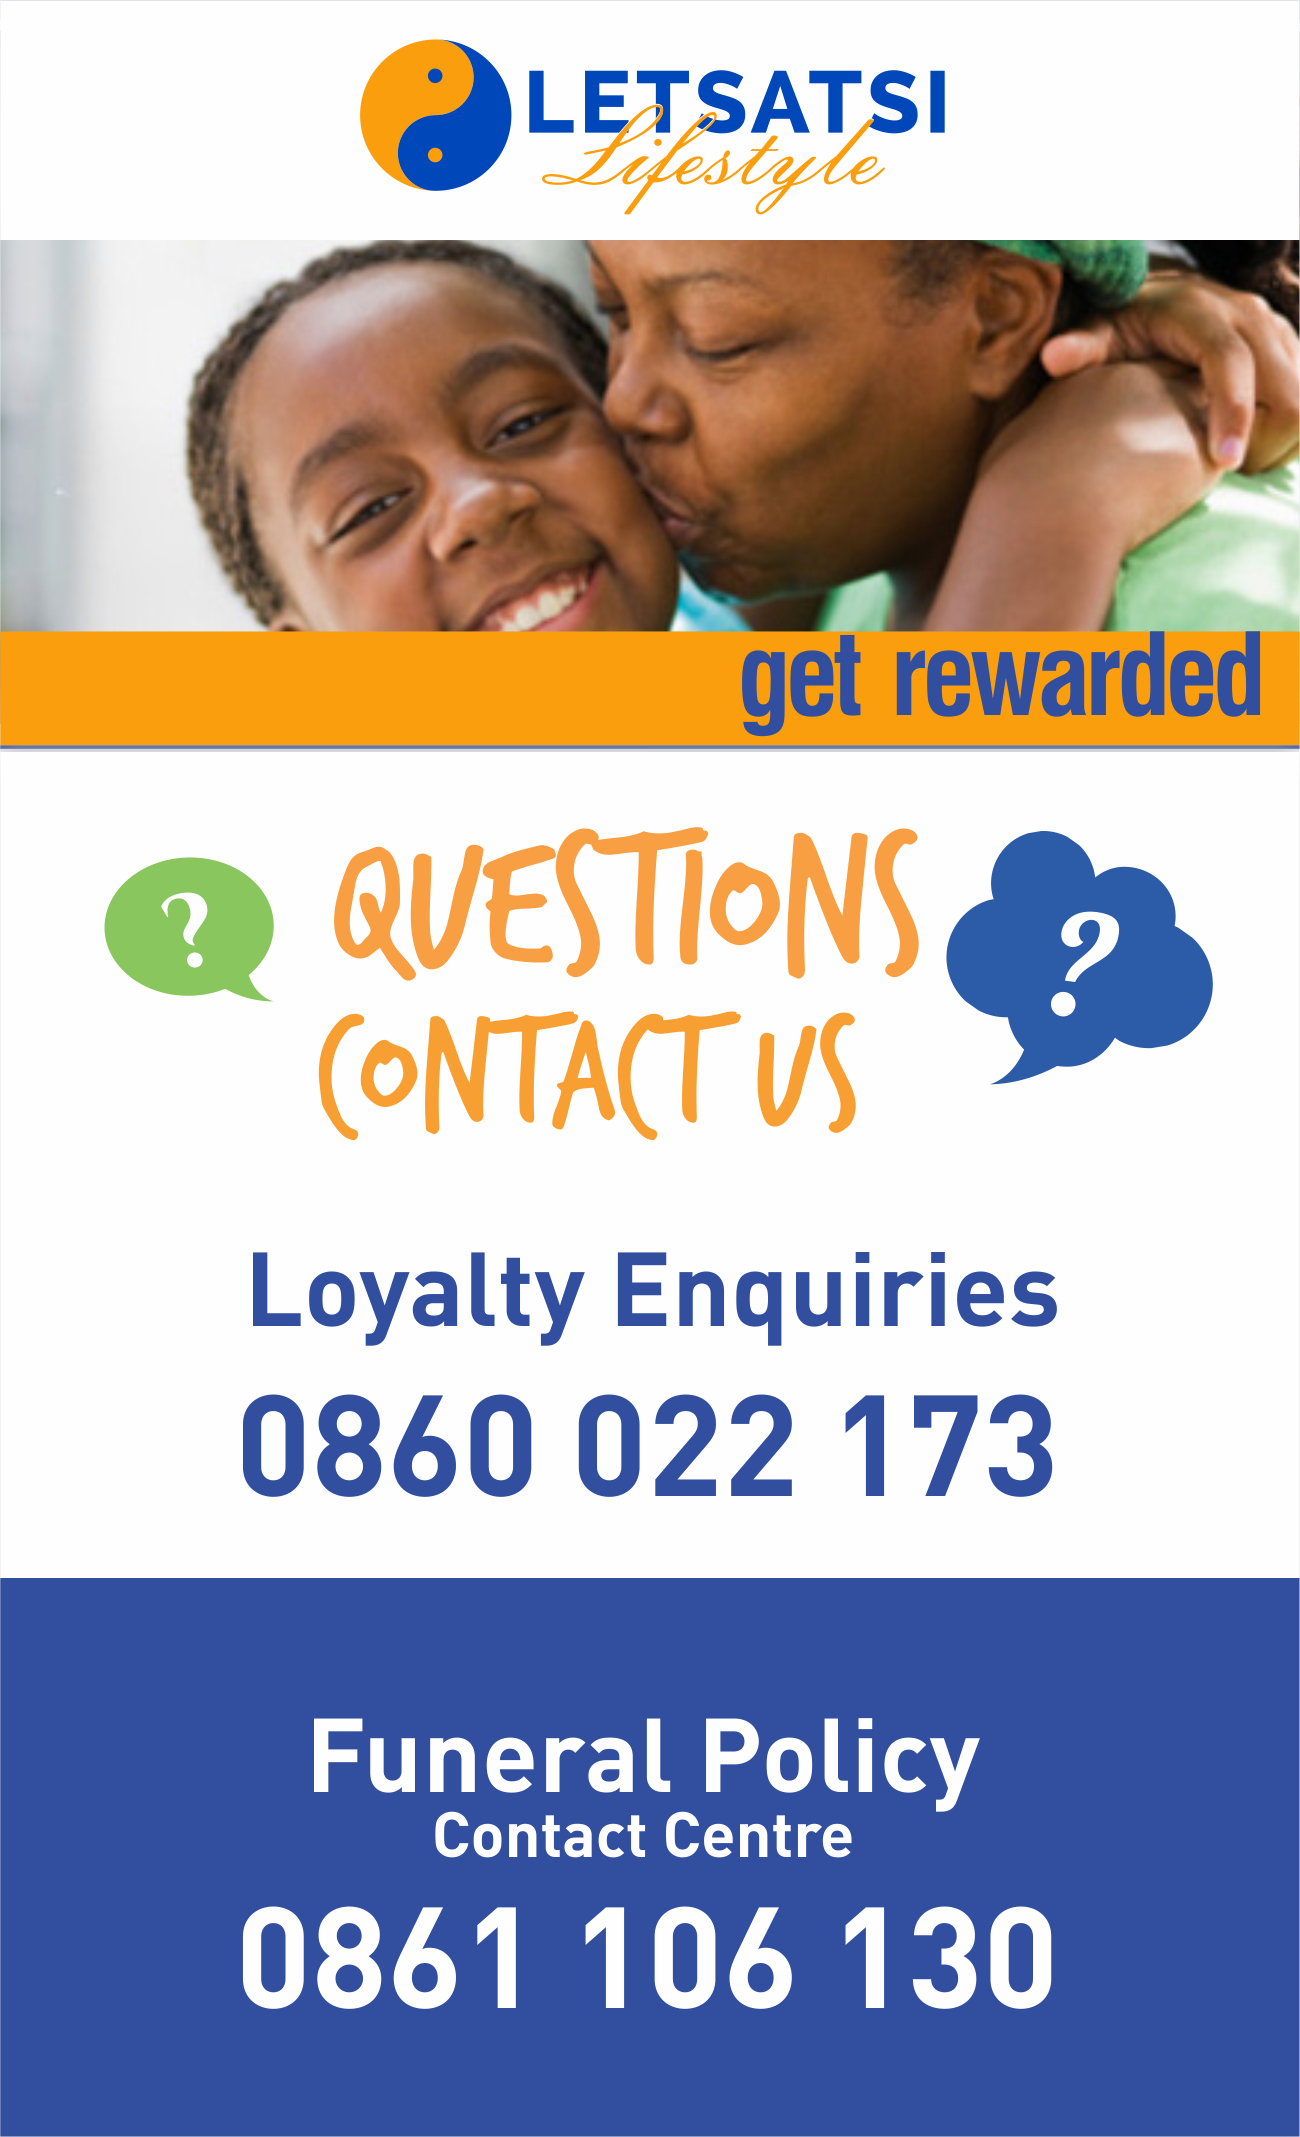 LETSATSI
Lifestyle
get rewarded
?
QUESTIONS
?
CONTACT US
Loyalty Enquiries
0860 022 173
Funeral Policy
Contact Centre
0861 106 130